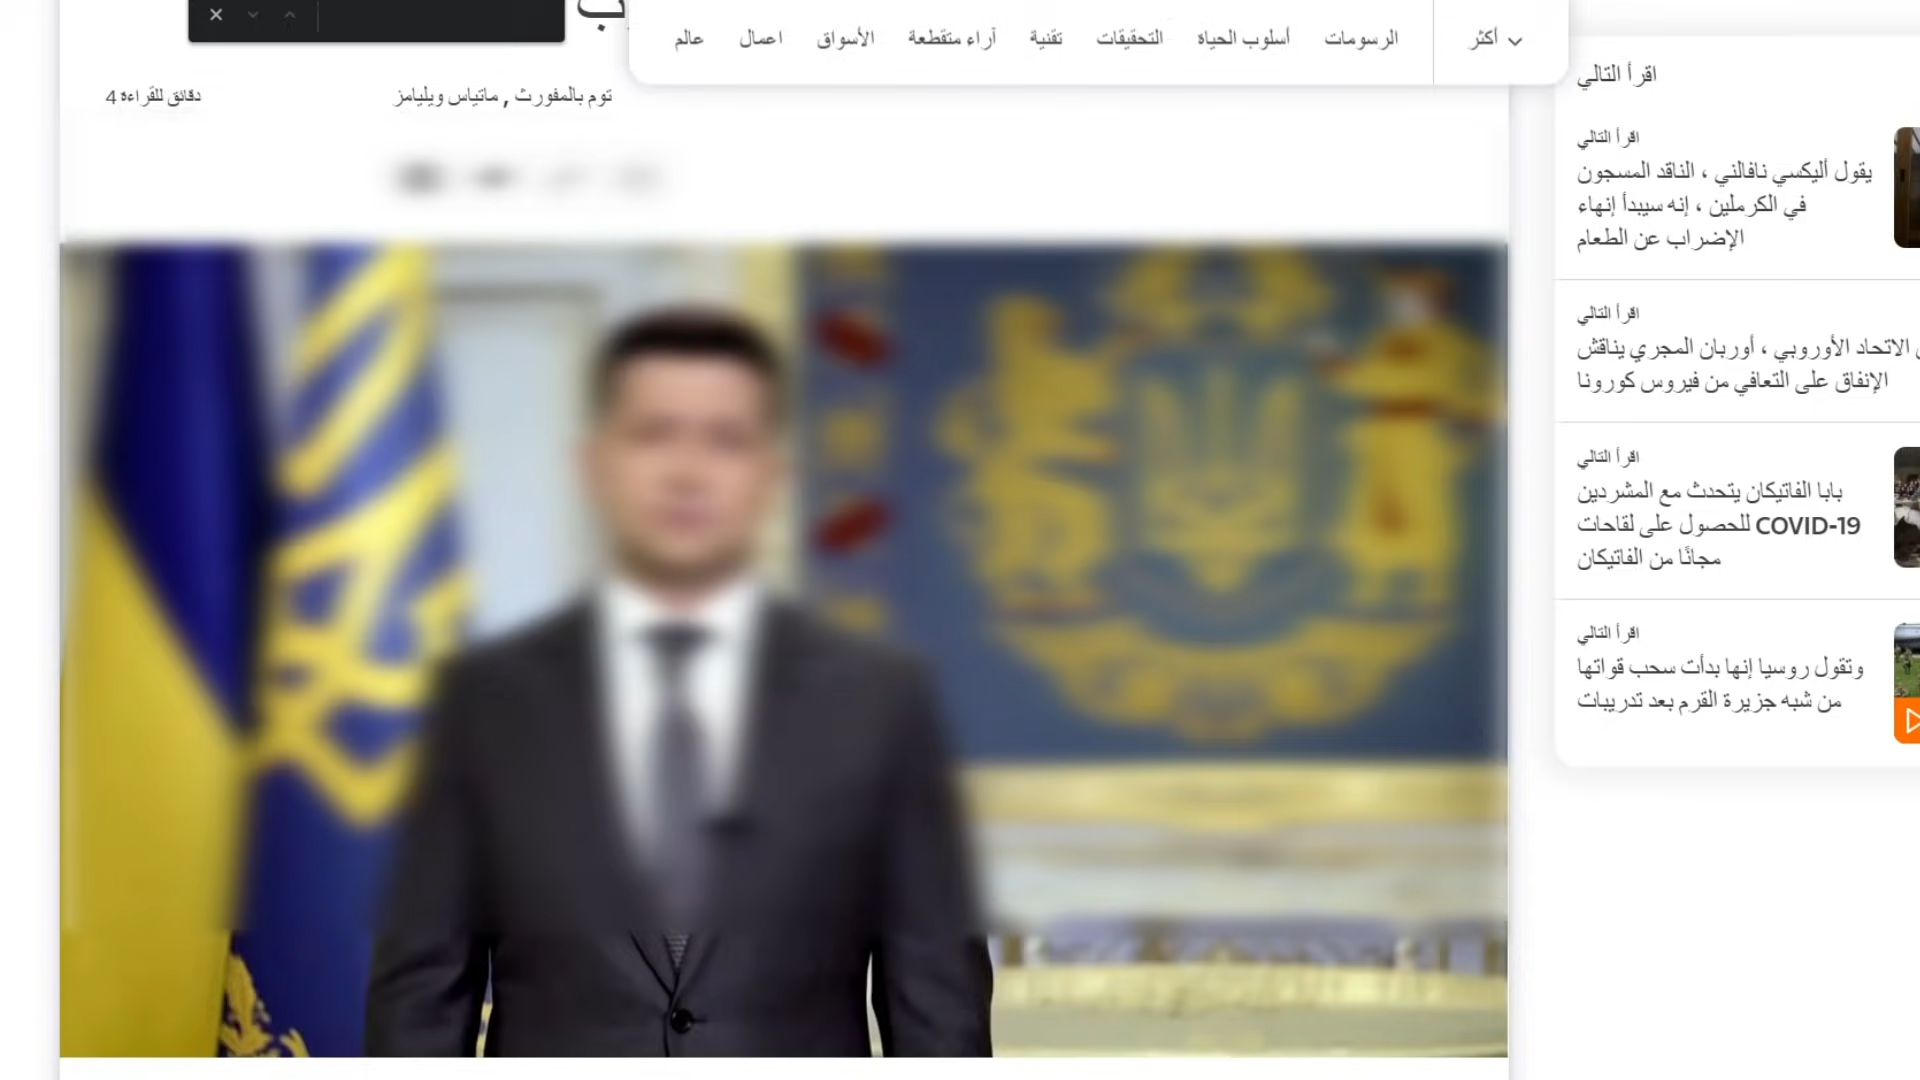 أكثر
الرسومات
أسلوب الحياة
التحقيقات
تقنية
آراء متقطعة
الأسواق
اعمال
عالم
توم بالمفورث , ماتياس ويليامز
دقائق للقراءة 4
اقرأ التالي
اقرأ التالي
يقول أليكسي نافالني ، الناقد المسجون
في الكرملين ، إنه سيبدأ إنهاء
الإضراب عن الطعام
اقرأ التالي
الاتحاد الأوروبي ، أوربان المجري يناقش
الإنفاق على التعافي من فيروس كورونا
اقرأ التالي
بابا الفاتيكان يتحدث مع المشردين
للحصول على لقاحات COVID-19
مجانًا من الفاتيكان
اقرأ التالي
وتقول روسيا إنها بدأت سحب قواتها
من شبه جزيرة القرم بعد تدريبات